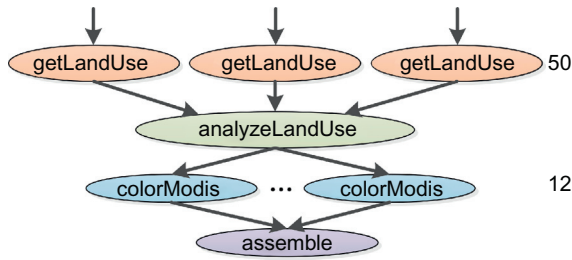 getLandUse getLandUse getLandUse 50
analyzeLandUse
colorModis ... colorModis 12
assemble